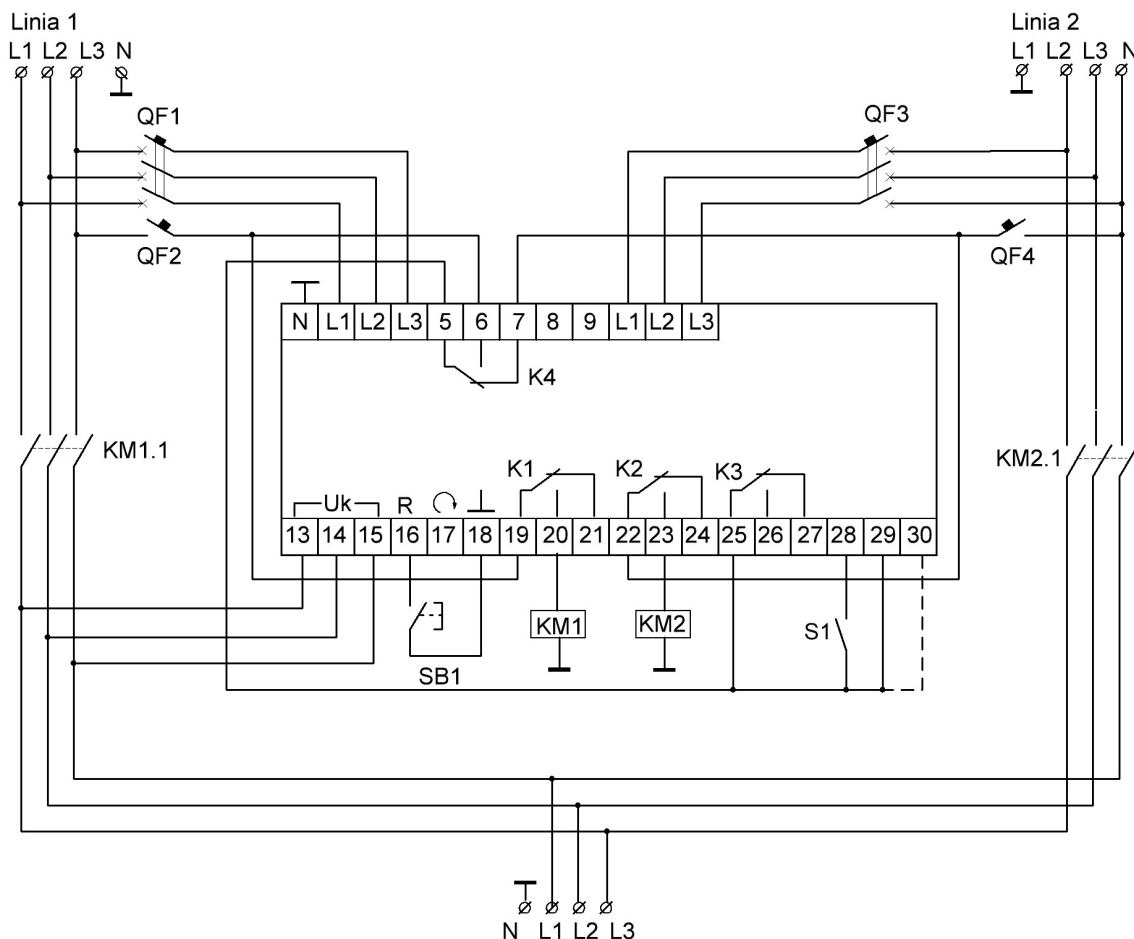 Linia 1
Linia 2
L1 L2 L3 N
L1 L2 L3 N
QF1
QF3
QF2
QF4
N L1 L2 L3 5 6 7 8 9 L1 L2 L3
K4
KM1.1
KM2.1
K1
K2
K3
Uk
R
13 14 15 16 17 18 19 20 21 22 23 24 25 26 27 28 29 30
KM1
KM2
S1
SB1
N L1 L2 L3